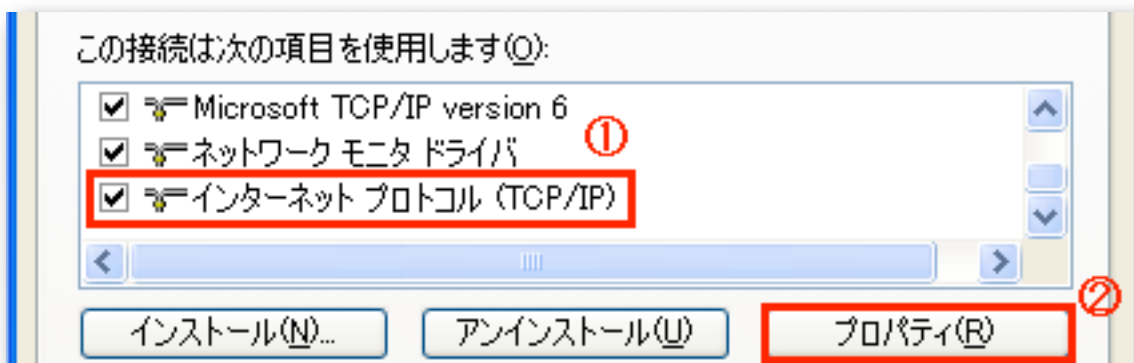 この接続は次の項目を使用します(O):
Microsoft TCP/IP version 6
①
ネットワーク モニタ ドライバ
インターネット プロトコル (TCP/IP)
②
インストール(N)...
アンインストール(U)
プロパティ(R)